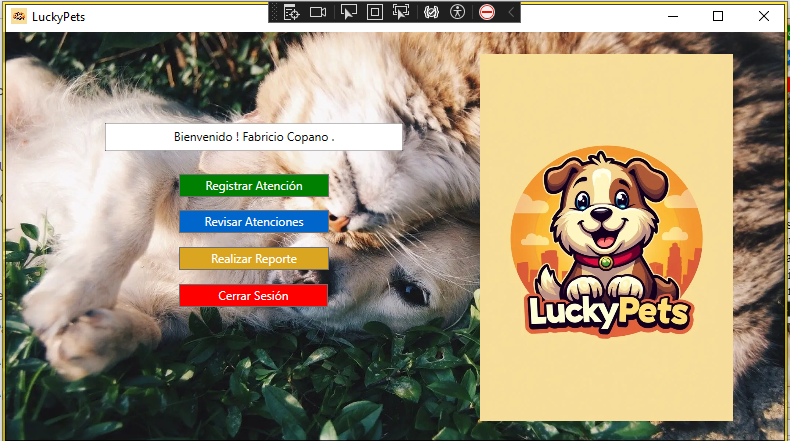 LuckyPets
Bienvenido ! Fabricio Copano .
Registrar Atención
Revisar Atenciones
Realizar Reporte
Cerrar Sesión
LuckyPets